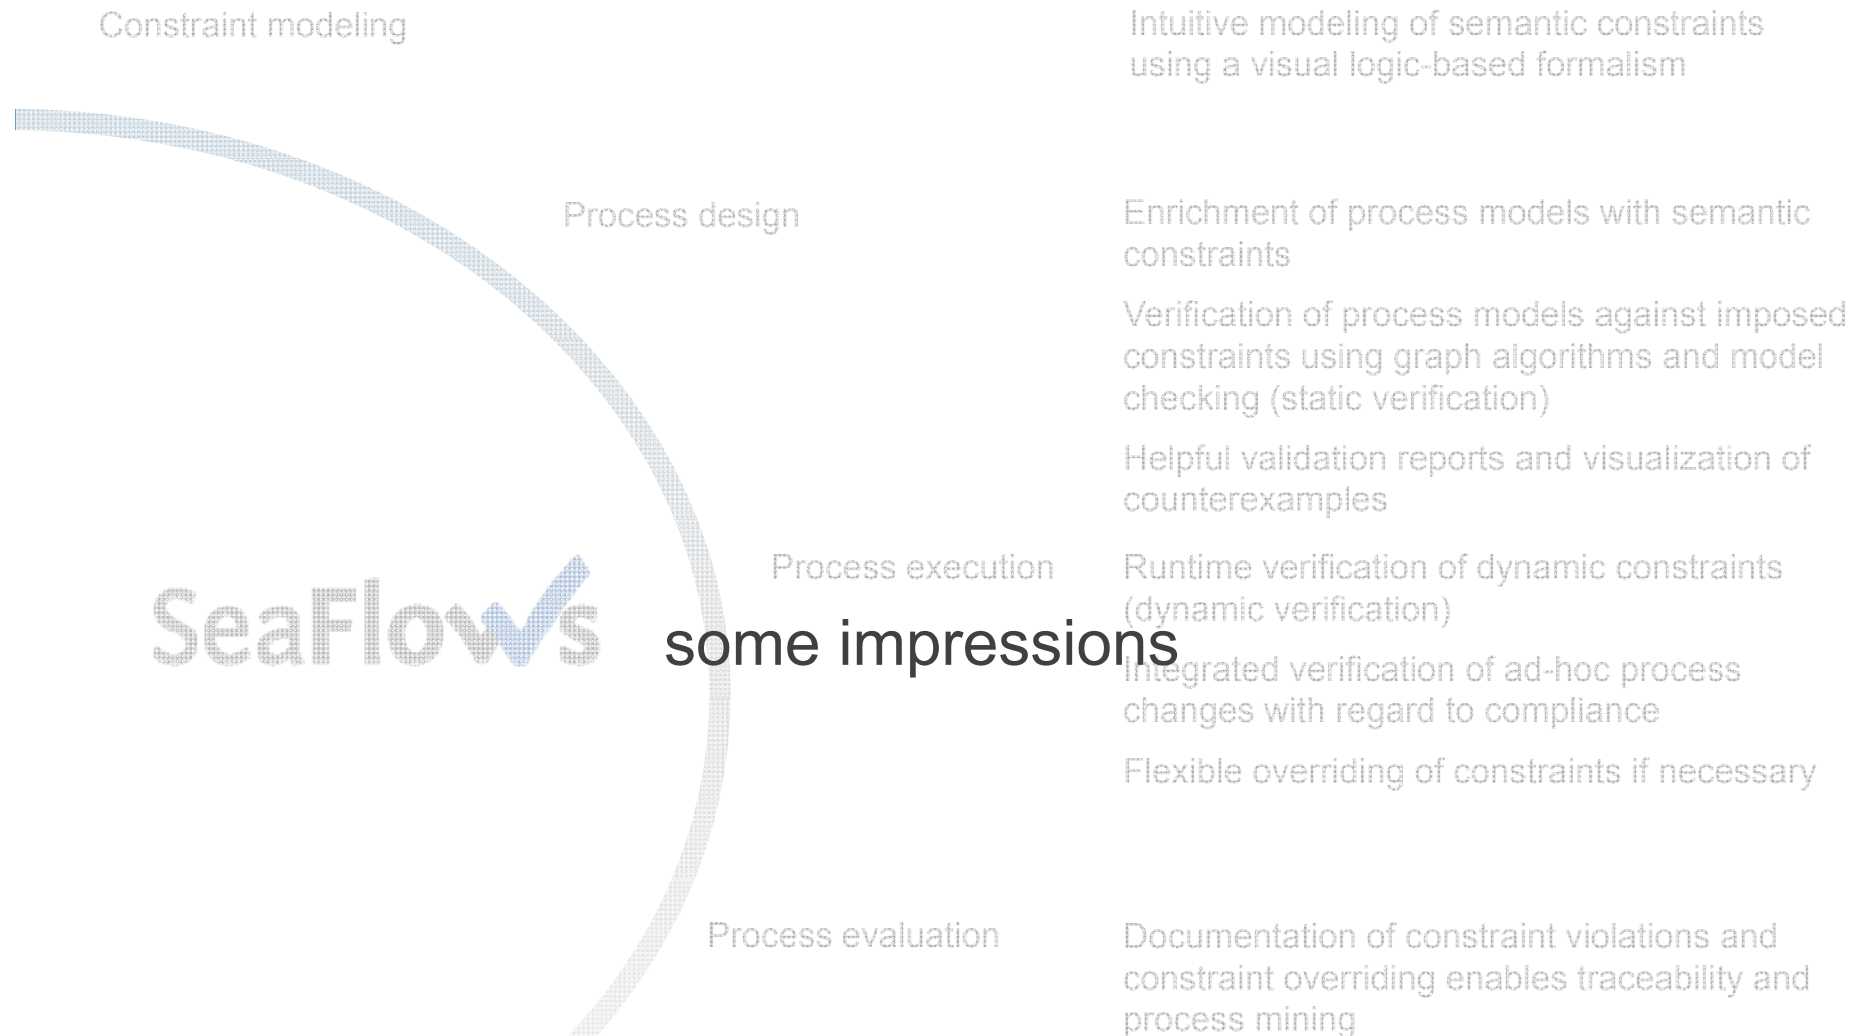 Constraint modeling
Intuitive modeling of semantic constraints
using a visual logic-based formalism
Process design
Enrichment of process models with semantic
constraints
Verification of process models against imposed
constraints using graph algorithms and model
checking (static verification)
Helpful validation reports and visualization of
counterexamples
Process execution
Runtime verification of dynamic constraints
(dynamic verification)
SeaFlows
some impressions
Integrated verification of ad-hoc process
changes with regard to compliance
Flexible overriding of constraints if necessary
Process evaluation
Documentation of constraint violations and
constraint overriding enables traceability and
process mining